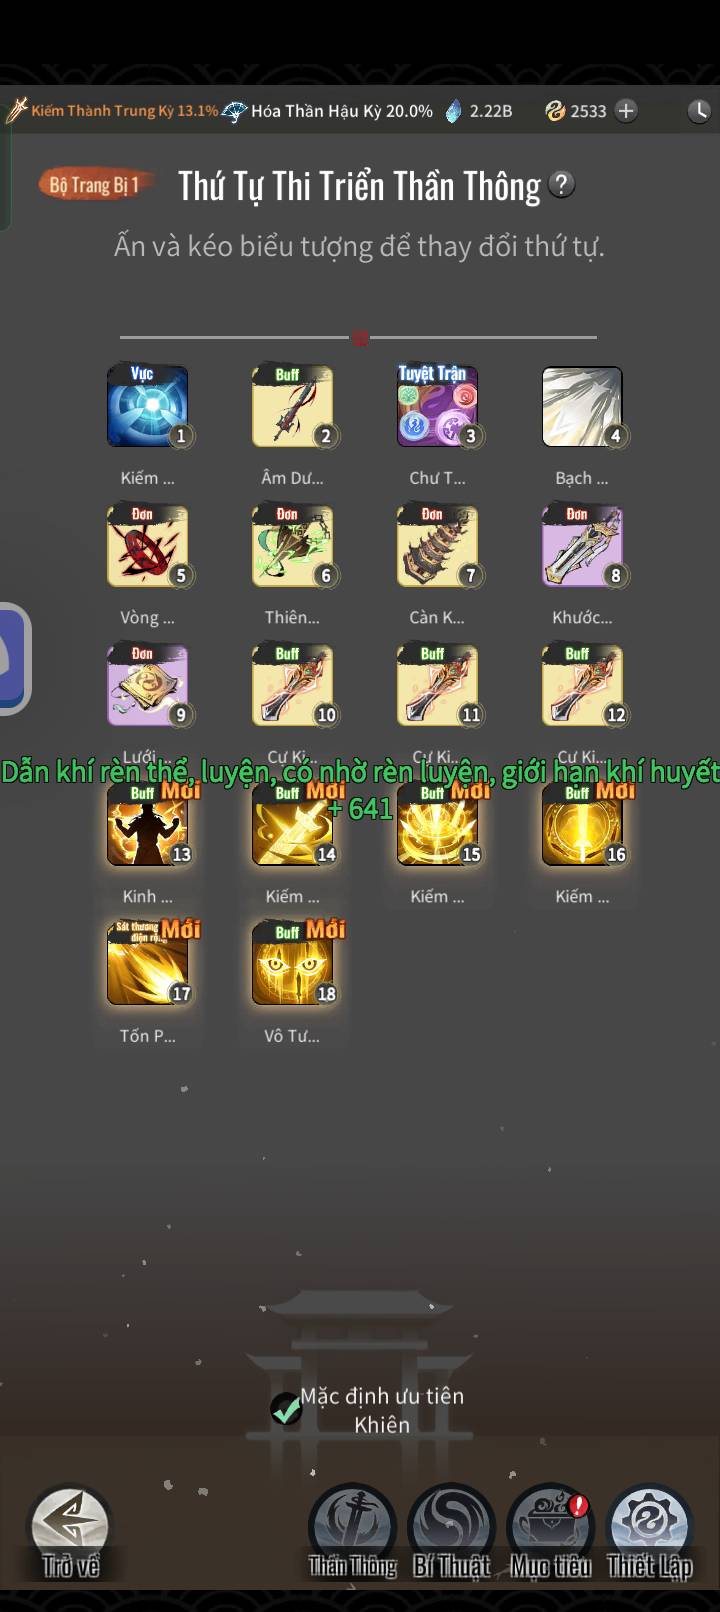 Kiếm Thành Trung Kỳ 13.1% Hóa Thần Hậu Kỳ 20.0% 2.22B 2533
Bộ Trang Bị 1 Thứ Tự Thi Triển Thần Thông ?
Ấn và kéo biểu tượng để thay đổi thứ tự.
Vực Buff Tuyệt Trận
1 2 3 4
Kiếm ... Âm Dư... Chư T... Bạch ...
Đơn Đơn Đơn Đơn
5 6 7 8
Vòng ... Thiên... Càn K... Khước...
Đơn Buff Buff Buff
9 10 11 12
Lưới... Cự Ki... Cự Ki... Cự Ki...
Dẫn khí rèn thể, luyện, có nhờ rèn luyện, giới hạn khí huyết
+ 641
Buff Mới Buff Mới Buff Mới Buff Mới
13 14 15 16
Kinh ... Kiếm ... Kiếm ... Kiếm ...
Sát thương Mới Buff Mới
diện rộng
17 18
Tốn P... Vô Tư...
Mặc định ưu tiên
Khiên
Trở về Thần Thông Bí Thuật Mục tiêu Thiết Lập